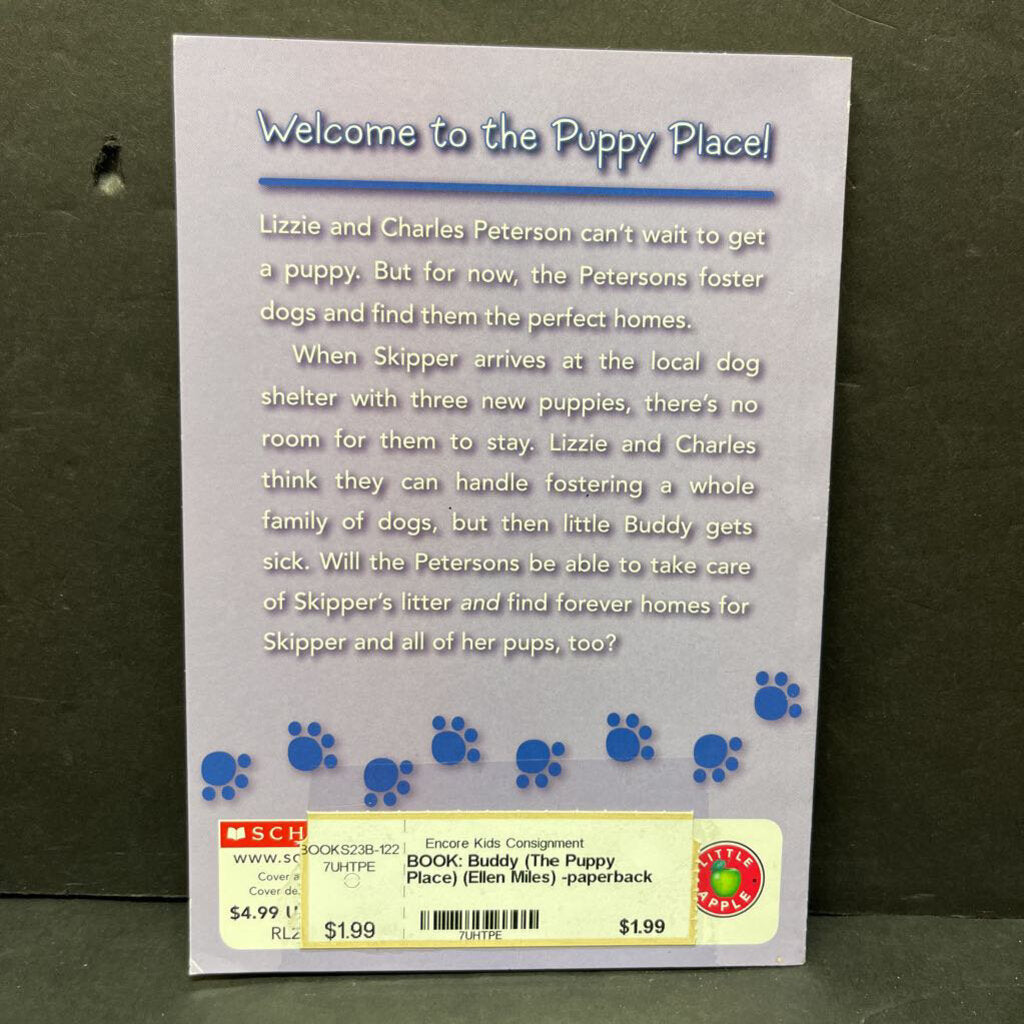 Welcome to the Puppy Place!
Lizzie and Charles Peterson can't wait to get
a puppy. But for now, the Petersons foster
dogs and find them the perfect homes.
When Skipper arrives at the local dog
shelter with three new puppies, there's no
room for them to stay. Lizzie and Charles
think they can handle fostering a whole
family of dogs, but then little Buddy gets
sick. Will the Petersons be able to take care
of Skipper's litter and find forever homes for
Skipper and all of her pups, too?
SCH
www.sc
Cover a
Cover de
$4.99 U
RL2
BOOKS23B-122
7UHTPE
$1.99
Encore Kids Consignment
BOOK: Buddy (The Puppy
Place) (Ellen Miles) -paperback
7UHTPE
$1.99
LITTLE
APPLE